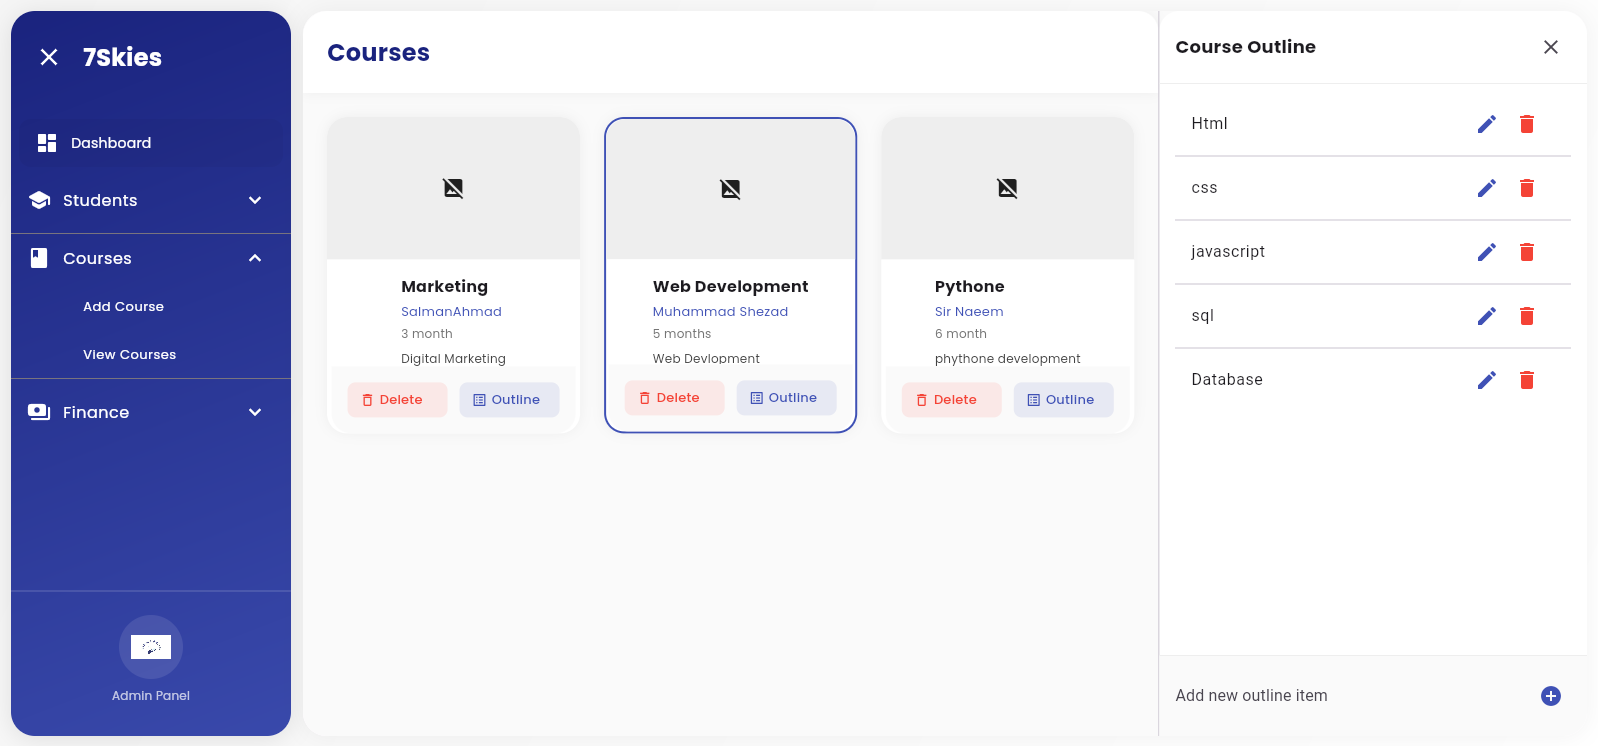 7Skies
Dashboard
Students
Courses
Add Course
View Courses
Finance
Admin Panel
Courses
Marketing
SalmanAhmad
3 month
Digital Marketing
Delete
Outline
Web Development
Muhammad Shezad
5 months
Web Devlopment
Delete
Outline
Pythone
Sir Naeem
6 month
phythone development
Delete
Outline
Course Outline
Html
css
javascript
sql
Database
Add new outline item